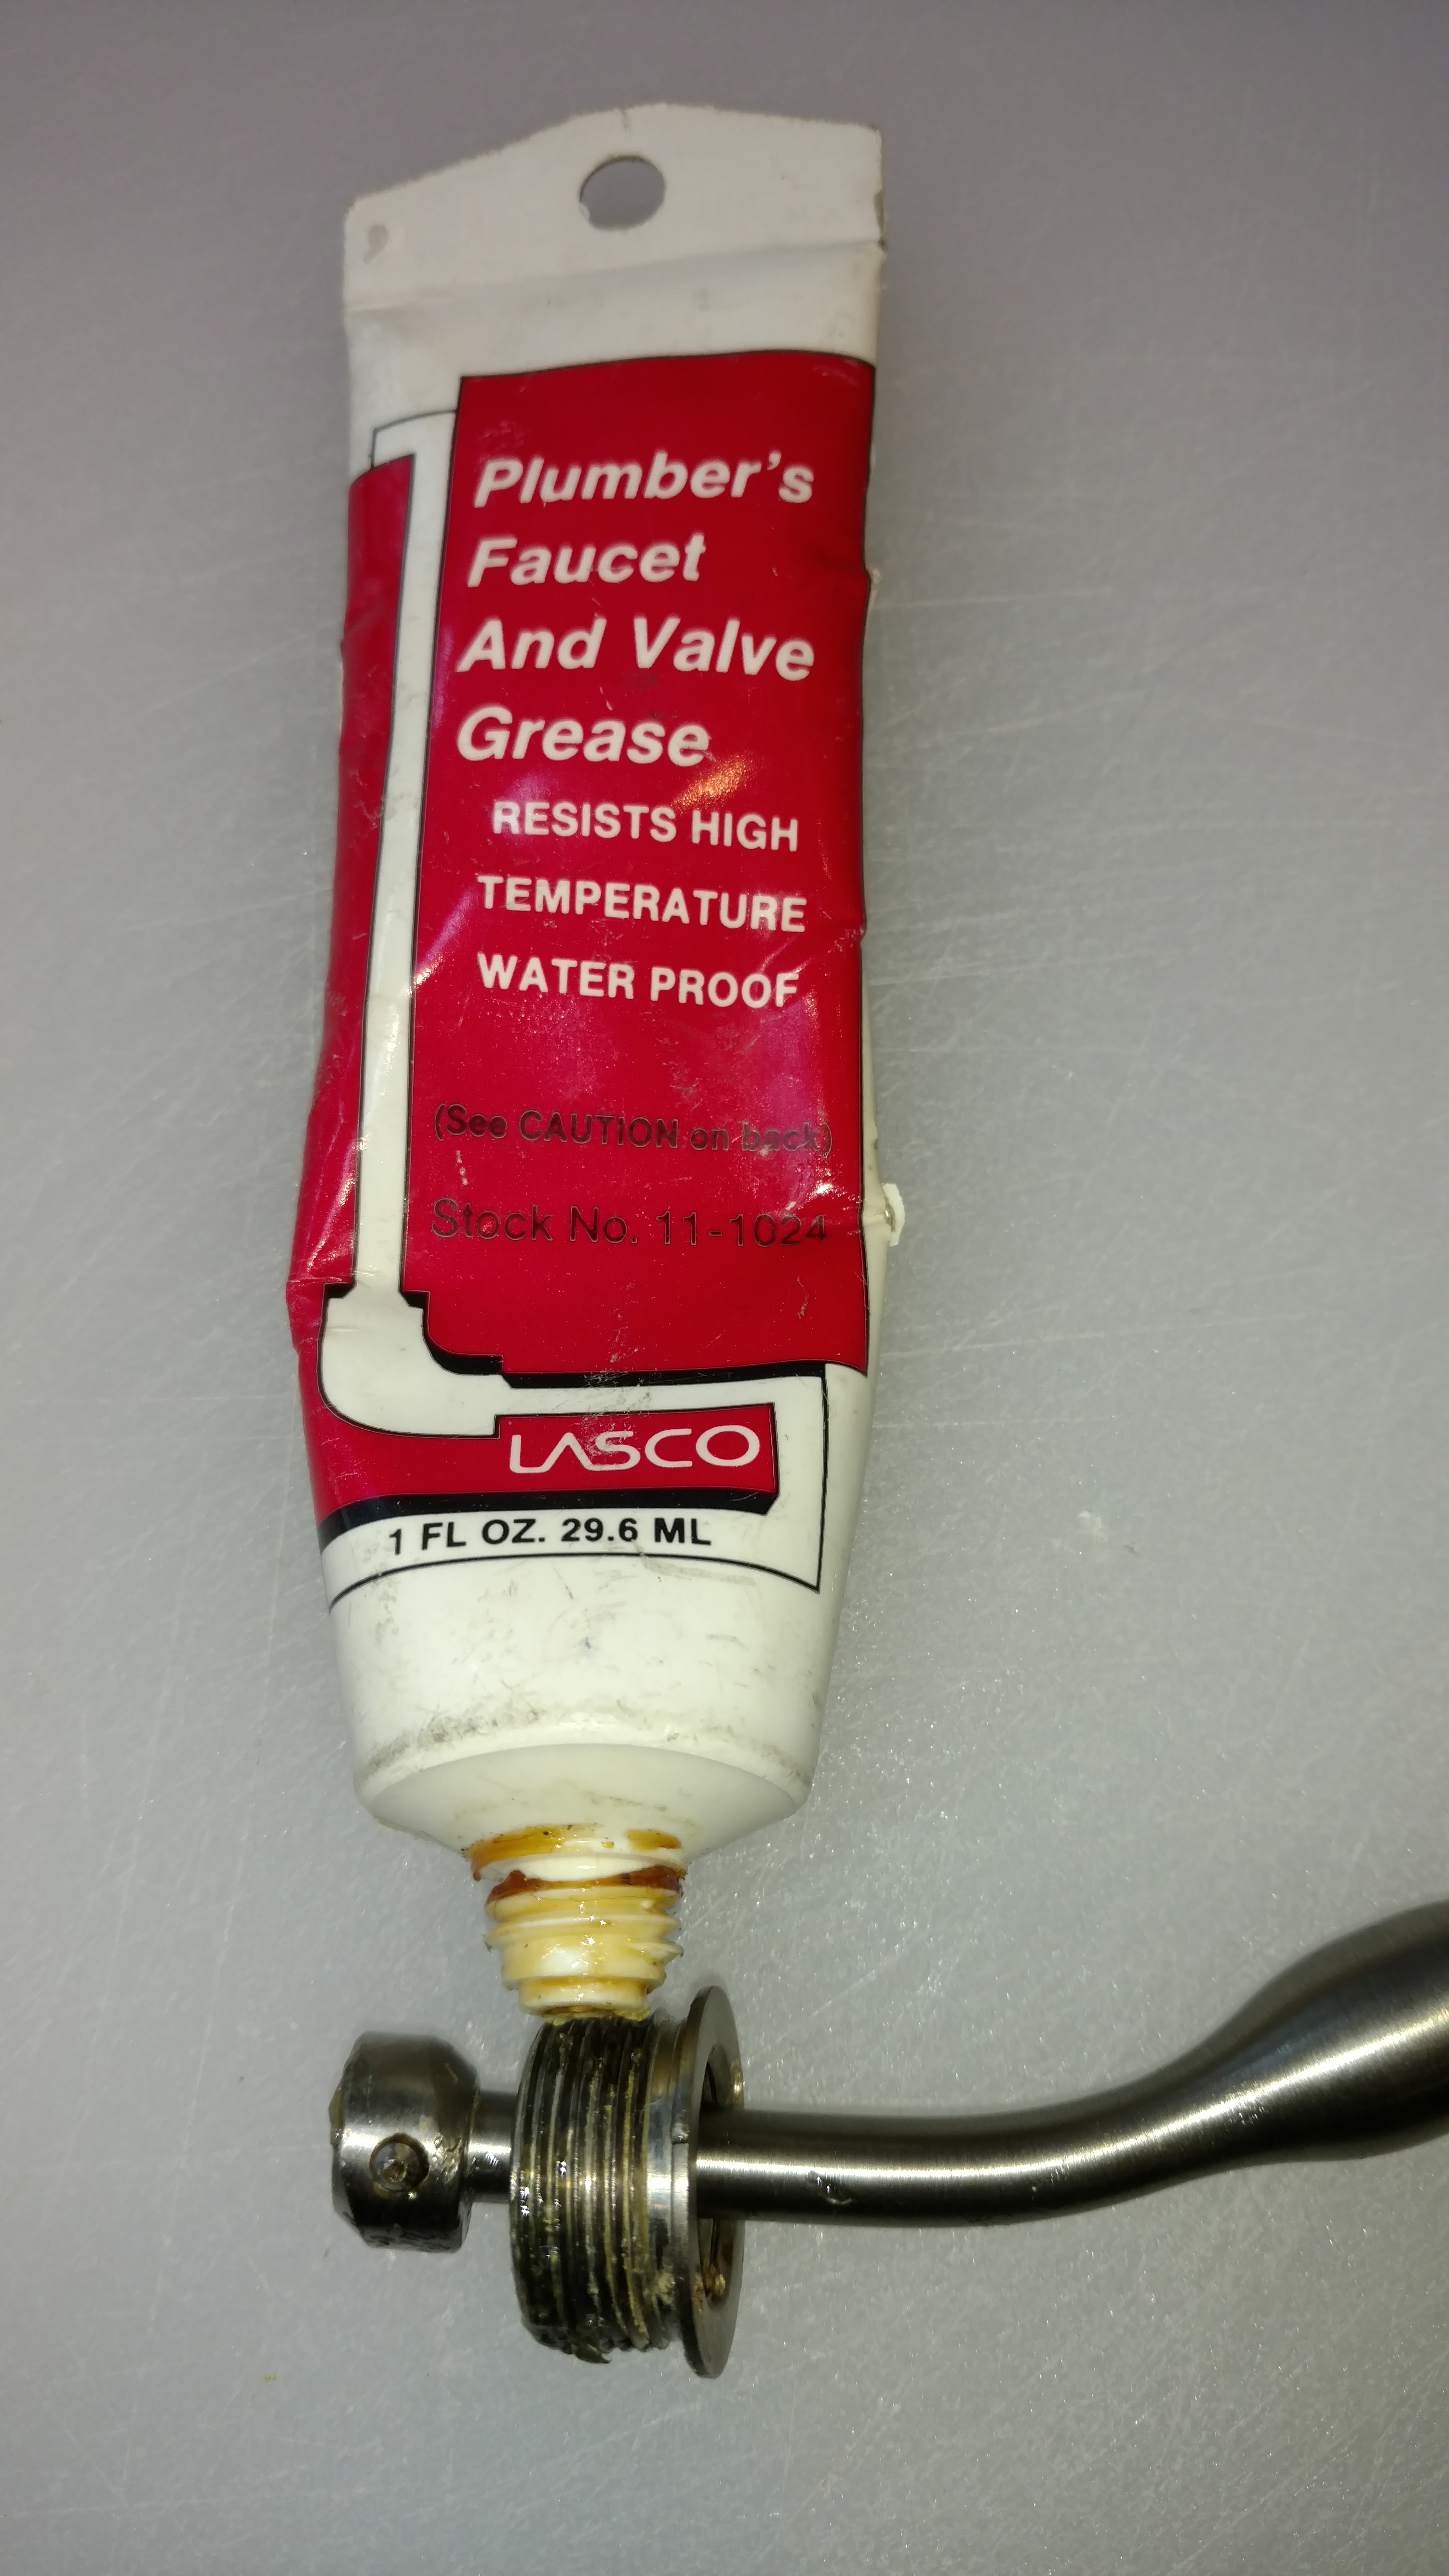 Plumber's
Faucet
And Valve
Grease
RESISTS HIGH
TEMPERATURE
WATER PROOF
(See CAUTION on back)
Stock No. 11-1024
LASCO
1 FL OZ. 29.6 ML